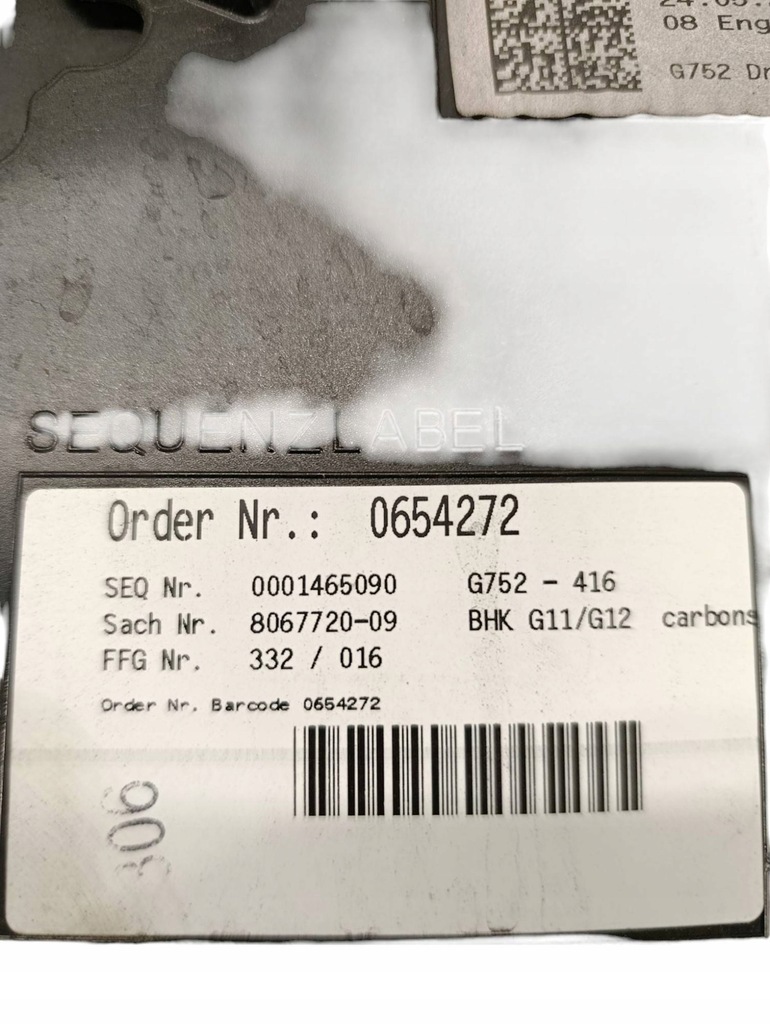 08 Eng
G752 Dr
SEQUENZLABEL
Order Nr.: 0654272
SEQ Nr. 0001465090 G752 - 416
Sach Nr. 8067720-09 BHK G11/G12 carbons
FFG Nr. 332 / 016
Order Nr. Barcode 0654272
306